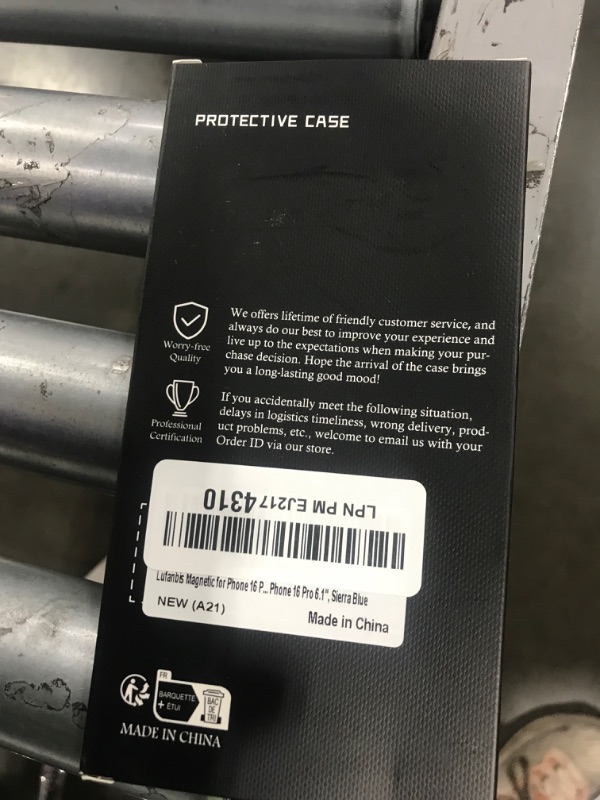 PROTECTIVE CASE
Worry-free
Quality
We offers lifetime of friendly customer service, and
always do our best to improve your experience and
live up to the expectations when making your pur-
chase decision. Hope the arrival of the case brings
you a long-lasting good mood!
Professional
Certification
If you accidentally meet the following situation,
delays in logistics timeliness, wrong delivery, prod-
uct problems, etc., welcome to email us with your
Order ID via our store.
LPN PM EJ2174310
Lufanbis Magnetic for Phone 16 P... Phone 16 Pro 6.1", Sierra Blue
NEW (A21)
Made in China
FR
BARQUETTE
+ ÉTUI
BAC
DE
TRI
MADE IN CHINA